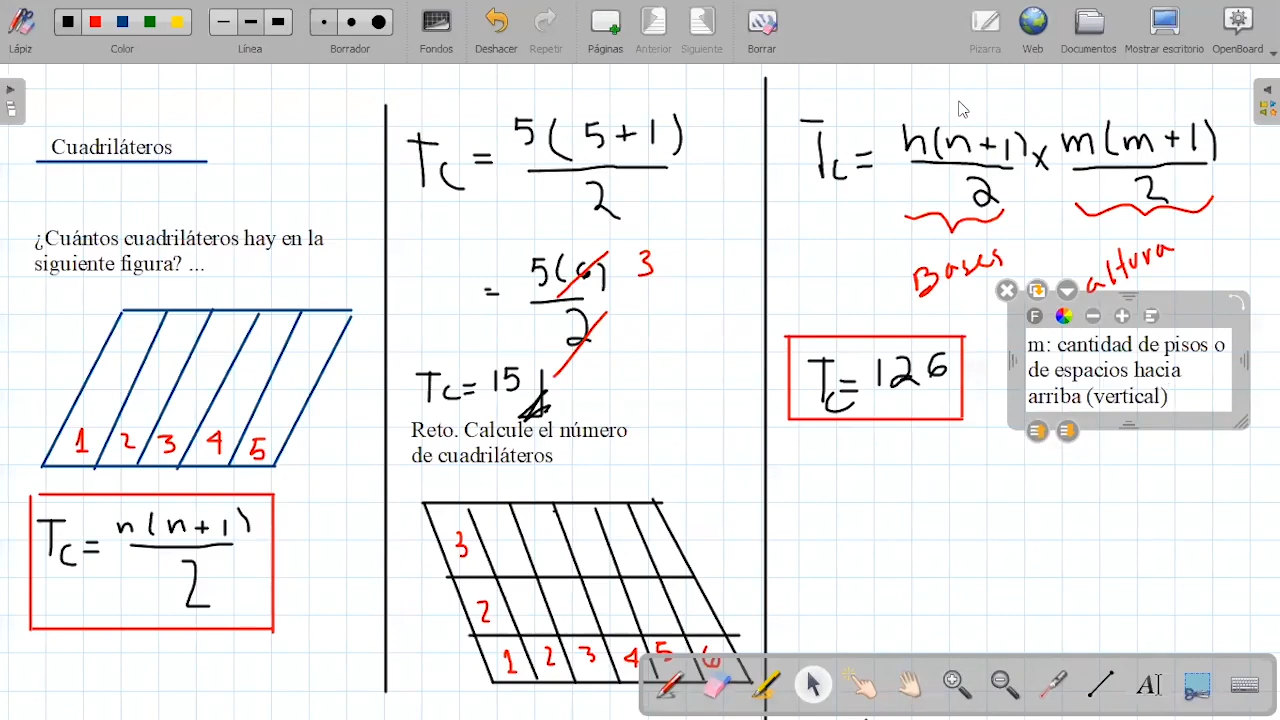 Lápiz
Color
Línea
Borrador
Fondos
Deshacer
Repetir
Páginas
Anterior
Siguiente
Borrar
Pizarra
Web
Documentos
Mostrar escritorio
OpenBoard
Cuadriláteros
¿Cuántos cuadriláteros hay en la
siguiente figura? ...
1 2 3 4 5
Tc = n(n+1)/2
Tc = 5(5+1)/2
= 5(6)/2 3
Tc = 15
Reto. Calcule el número
de cuadriláteros
3
2
1 2 3 4 5 6
Tc = n(n+1)/2 x m(m+1)/2
Bases altura
Tc = 126
F
m: cantidad de pisos o
de espacios hacia
arriba (vertical)